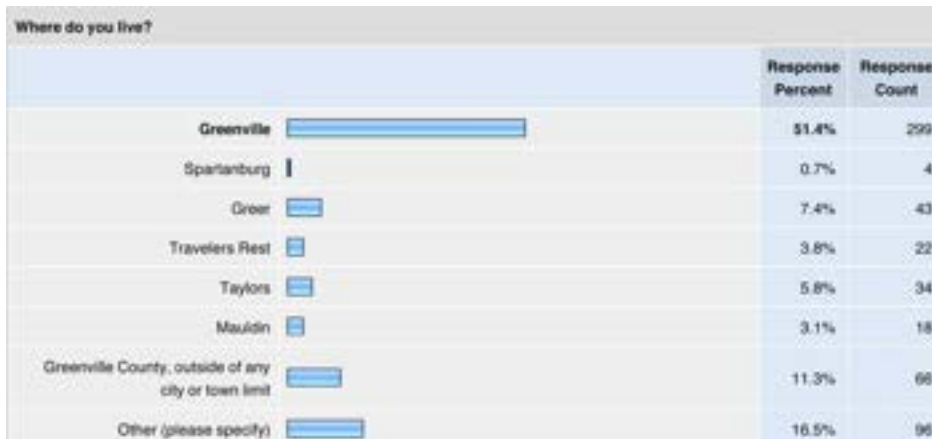 Where do you live?
Response Percent
Response Count
Greenville 51.4% 299
Spartanburg 0.7% 4
Greer 7.4% 43
Travelers Rest 3.8% 22
Taylors 5.8% 34
Mauldin 3.1% 18
Greenville County, outside of any
city or town limit 11.3% 66
Other (please specify) 16.5% 96